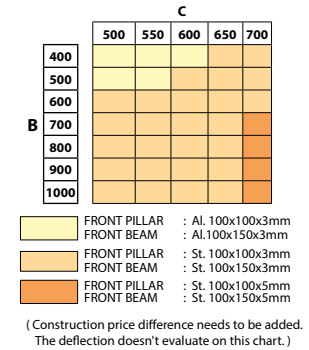 C
500 550 600 650 700
400
500
600
B 700
800
900
1000
FRONT PILLAR : Al. 100x100x3mm
FRONT BEAM : Al.100x150x3mm
FRONT PILLAR : St. 100x100x3mm
FRONT BEAM : St. 100x150x3mm
FRONT PILLAR : St. 100x100x5mm
FRONT BEAM : St. 100x150x5mm
( Construction price difference needs to be added.
The deflection doesn't evaluate on this chart. )